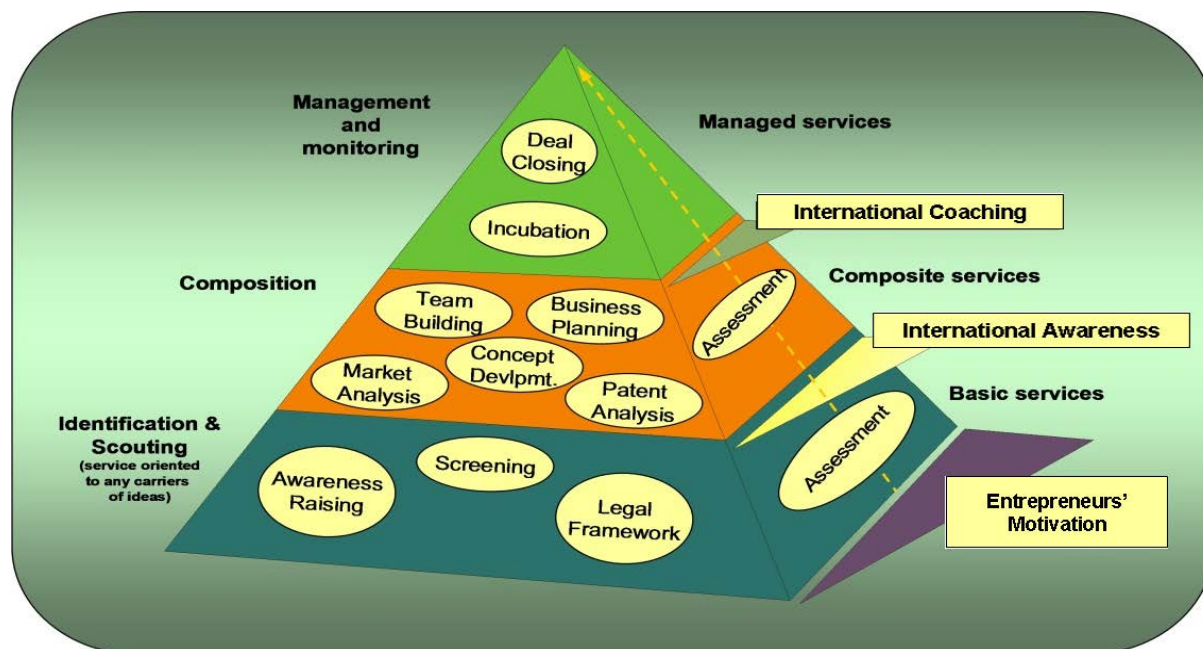 Management
and
monitoring
Managed services
Deal
Closing
International Coaching
Incubation
Composition
Composite services
Team
Building
Business
Planning
Assessment
International Awareness
Concept
Devlpmt.
Market
Analysis
Patent
Analysis
Basic services
Identification &
Scouting
(service oriented
to any carriers
of ideas)
Assessment
Screening
Awareness
Raising
Legal
Framework
Entrepreneurs’
Motivation